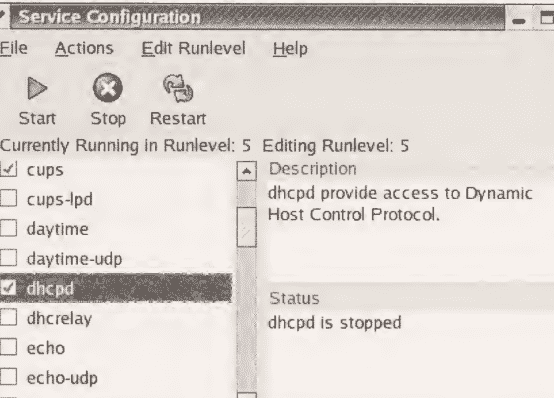 Service Configuration
File Actions Edit Runlevel Help
Start Stop Restart
Currently Running in Runlevel: 5 Editing Runlevel: 5
cups
cups-lpd
daytime
daytime-udp
dhcpd
dhcrelay
echo
echo-udp
Description
dhcpd provide access to Dynamic
Host Control Protocol.
Status
dhcpd is stopped